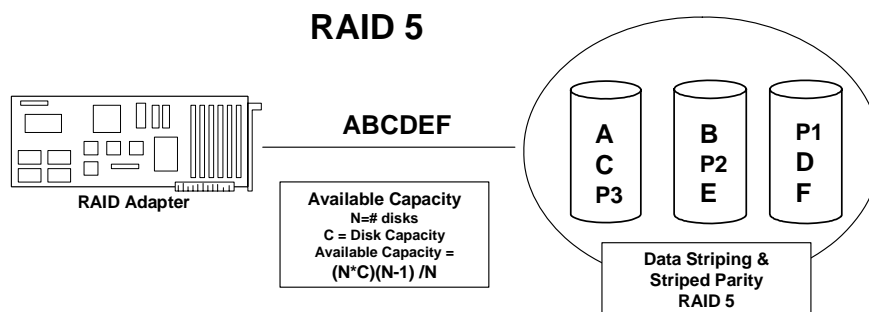 RAID 5
ABCDEF
RAID Adapter
Available Capacity
N=# disks
C = Disk Capacity
Available Capacity =
(N*C)(N-1) /N
A
C
P3
B
P2
E
P1
D
F
Data Striping &
Striped Parity
RAID 5